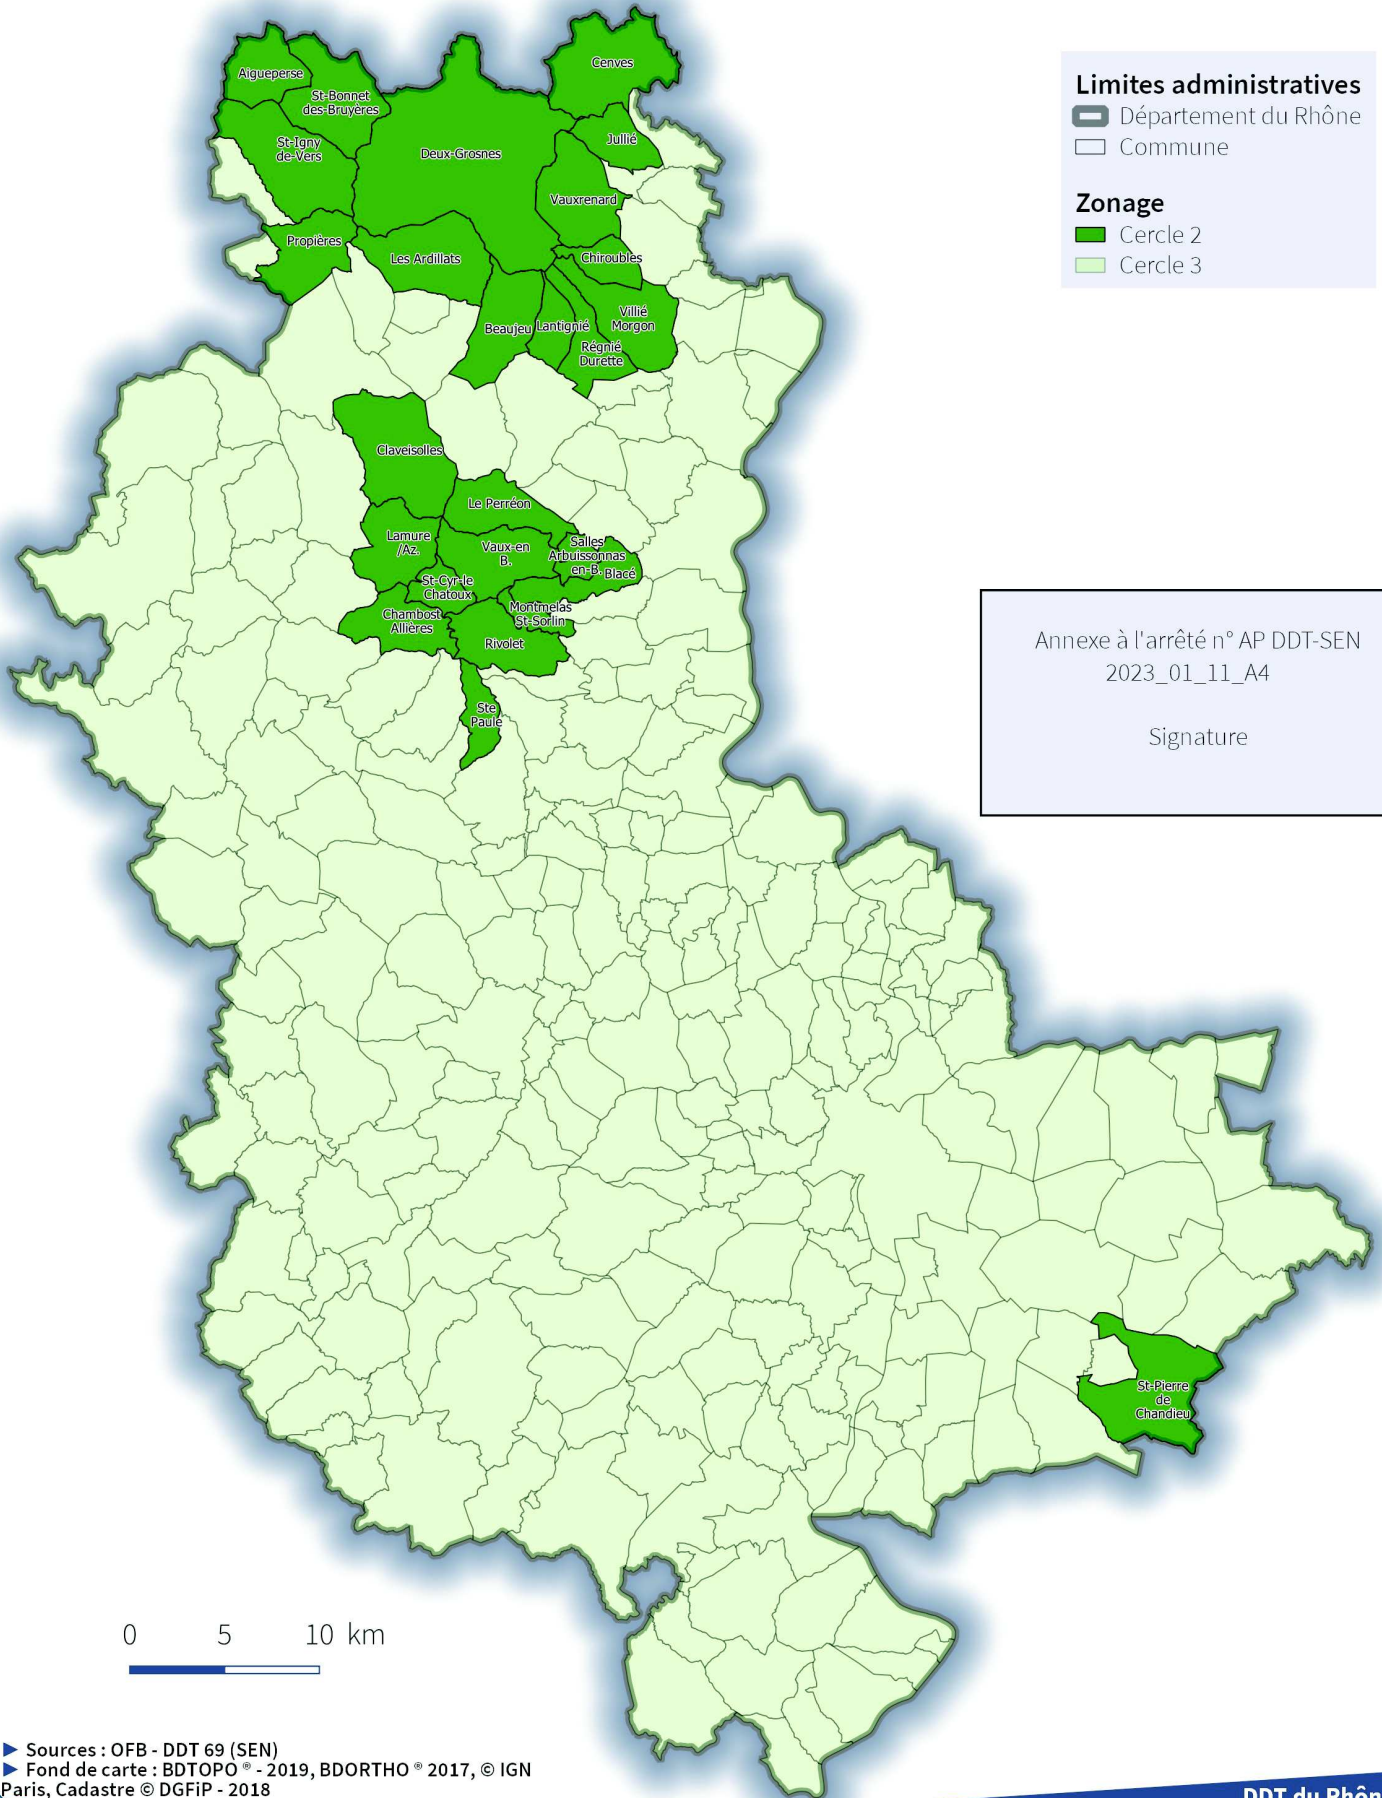 Limites administratives
Département du Rhône
Commune
Zonage
Cercle 2
Cercle 3
Aigueperse
St-Bonnet
des-Bruyères
St-Igny
de-Vers
Deux-Grosnes
Cenves
Jullié
Vauxrenard
Propières
Les Ardillats
Chiroubles
Beaujeu
Lantignié
Villié
Morgon
Régnié
Durette
Claveisolles
Le Perréon
Lamure
/Az.
Vaux-en
B.
Salles
Arbuissonnas
en-B.
Blacé
St-Cyr-le
Chatoux
Chambost
Allières
Montmelas
St-Sorlin
Rivolet
Ste
Paule
Annexe à l'arrêté n° AP DDT-SEN
2023_01_11_A4
Signature
St-Pierre
de
Chandieu
0 5 10 km
► Sources : OFB - DDT 69 (SEN)
► Fond de carte : BDTOPO ® - 2019, BDORTHO ® 2017, © IGN
Paris, Cadastre © DGFiP - 2018
DDT du Rhôn